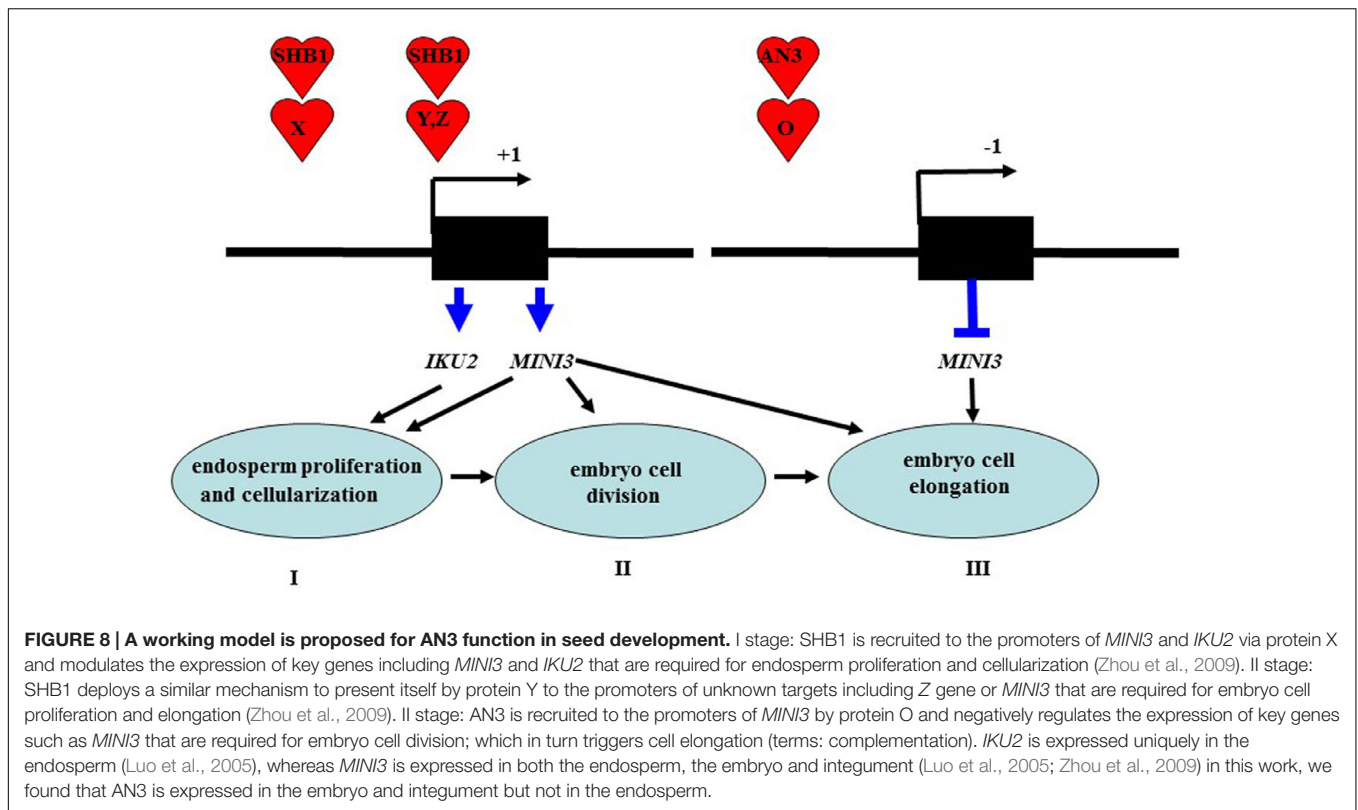 SHB1 SHB1 AN3
X Y,Z O
+1 -1
IKU2 MINI3 MINI3
endosperm proliferation
and cellularization
embryo cell
division
embryo cell
elongation
I II III
FIGURE 8 | A working model is proposed for AN3 function in seed development. I stage: SHB1 is recruited to the promoters of MINI3 and IKU2 via protein X
and modulates the expression of key genes including MINI3 and IKU2 that are required for endosperm proliferation and cellularization (Zhou et al., 2009). II stage:
SHB1 deploys a similar mechanism to present itself by protein Y to the promoters of unknown targets including Z gene or MINI3 that are required for embryo cell
proliferation and elongation (Zhou et al., 2009). II stage: AN3 is recruited to the promoters of MINI3 by protein O and negatively regulates the expression of key genes
such as MINI3 that are required for embryo cell division; which in turn triggers cell elongation (terms: complementation). IKU2 is expressed uniquely in the
endosperm (Luo et al., 2005), whereas MINI3 is expressed in both the endosperm, the embryo and integument (Luo et al., 2005; Zhou et al., 2009) in this work, we
found that AN3 is expressed in the embryo and integument but not in the endosperm.